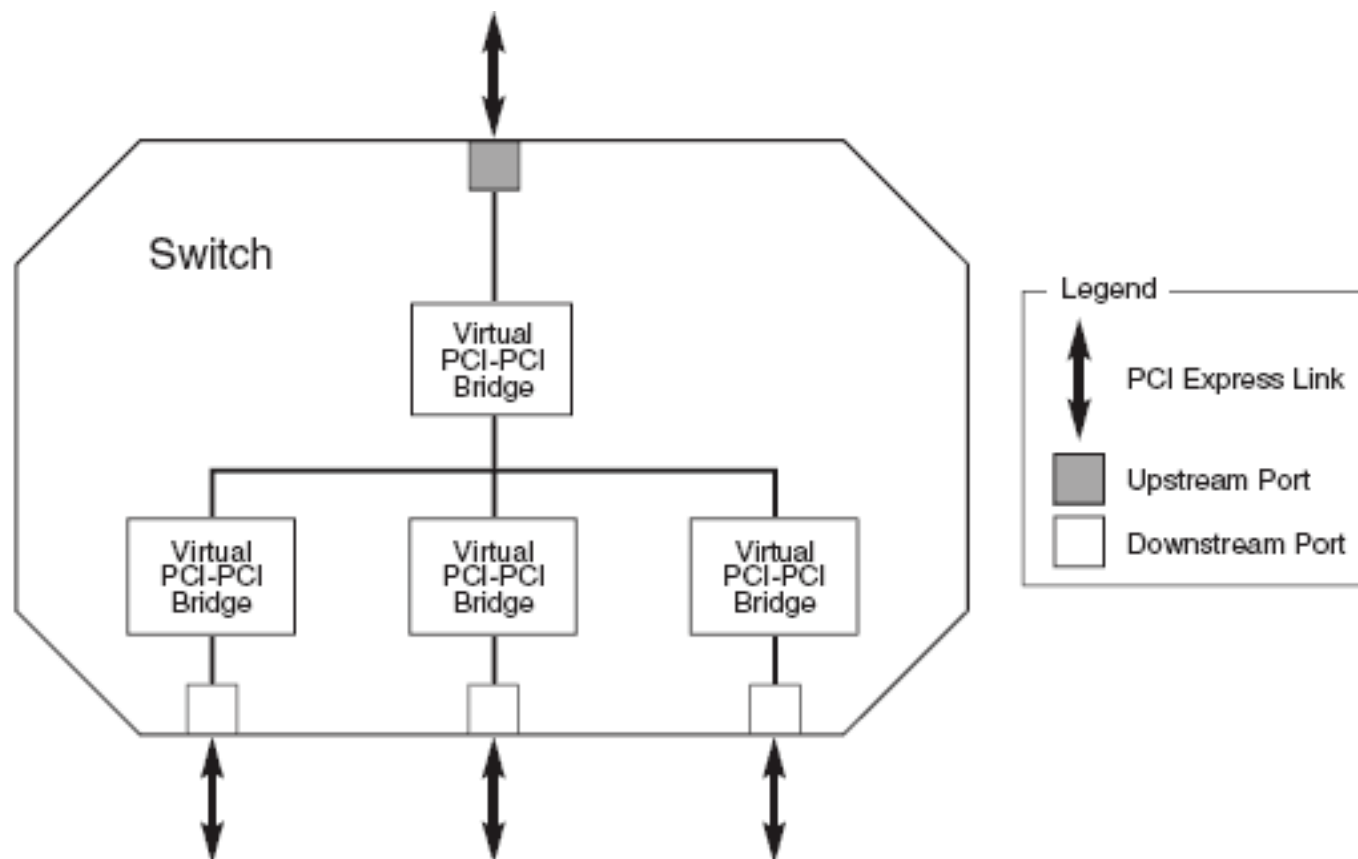 Switch
Virtual
PCI-PCI
Bridge
Virtual
PCI-PCI
Bridge
Virtual
PCI-PCI
Bridge
Virtual
PCI-PCI
Bridge
Legend
PCI Express Link
Upstream Port
Downstream Port